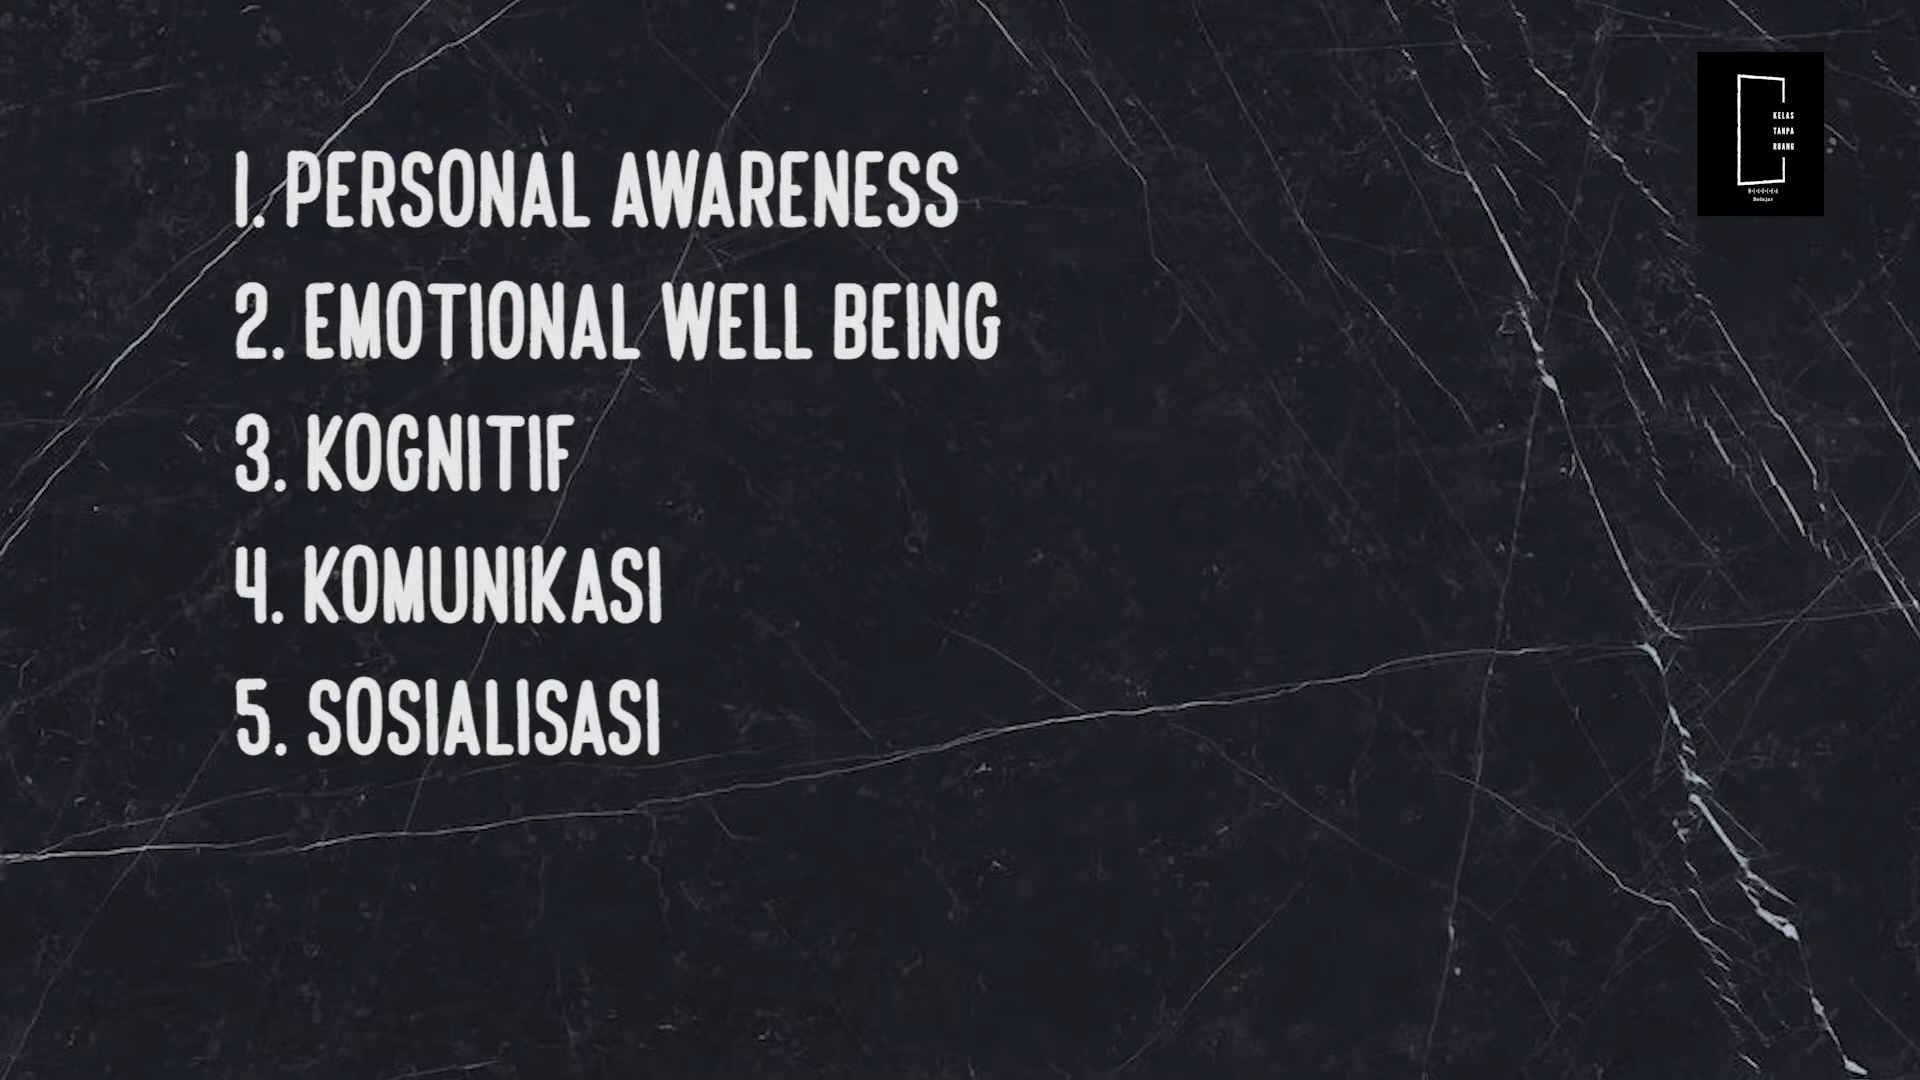 1. PERSONAL AWARENESS
2. EMOTIONAL WELL BEING
3. KOGNITIF
4. KOMUNIKASI
5. SOSIALISASI
KELAS
TANPA
RUANG
Belajar